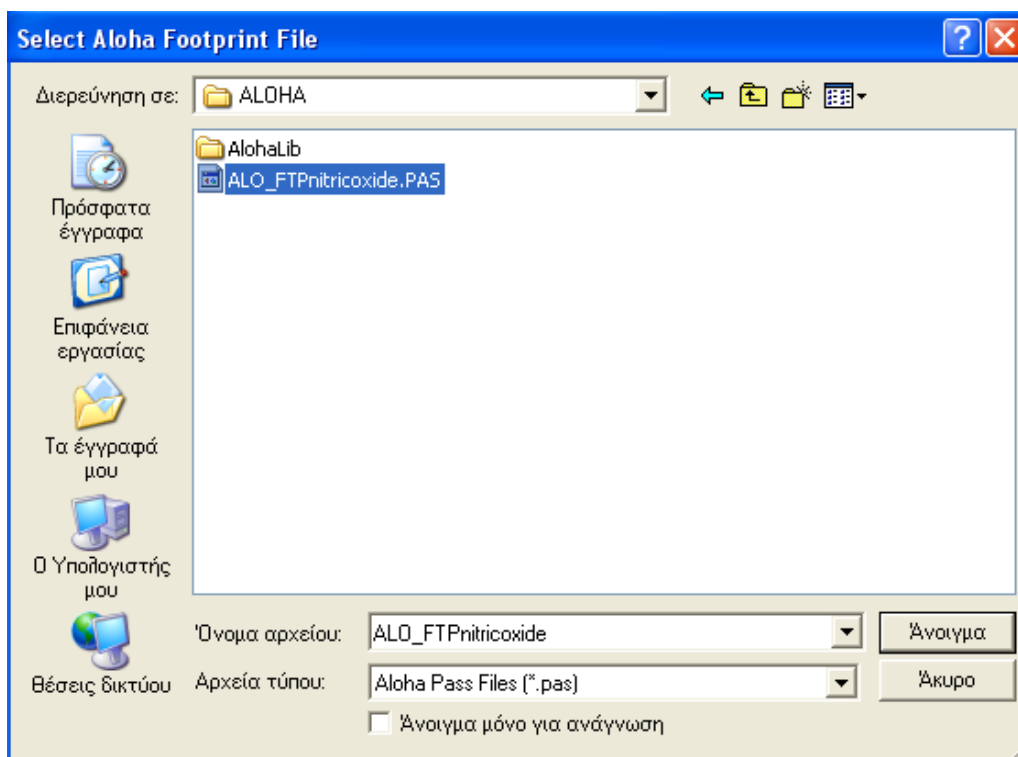 Select Aloha Footprint File
Διερεύνηση σε: ALOHA
AlohaLib
ALO_FTPnitricoxide.PAS
Πρόσφατα
έγγραφα
Επιφάνεια
εργασίας
Τα έγγραφά
μου
Ο Υπολογιστής
μου
Θέσεις δικτύου
Όνομα αρχείου: ALO_FTPnitricoxide Άνοιγμα
Αρχεία τύπου: Aloha Pass Files (*.pas) Άκυρο
Άνοιγμα μόνο για ανάγνωση